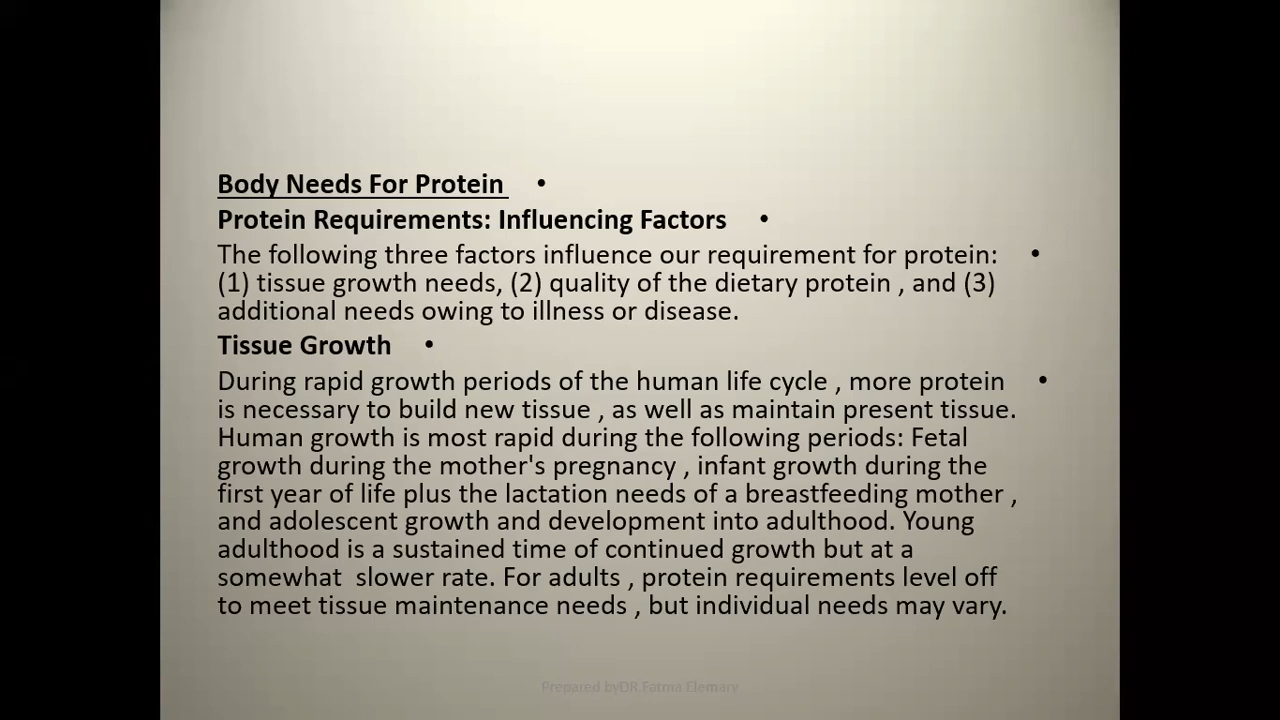 Body Needs For Protein •
Protein Requirements: Influencing Factors •
The following three factors influence our requirement for protein: •
(1) tissue growth needs, (2) quality of the dietary protein , and (3)
additional needs owing to illness or disease.
Tissue Growth •
During rapid growth periods of the human life cycle , more protein •
is necessary to build new tissue , as well as maintain present tissue.
Human growth is most rapid during the following periods: Fetal
growth during the mother's pregnancy , infant growth during the
first year of life plus the lactation needs of a breastfeeding mother ,
and adolescent growth and development into adulthood. Young
adulthood is a sustained time of continued growth but at a
somewhat  slower rate. For adults , protein requirements level off
to meet tissue maintenance needs , but individual needs may vary.
Prepared byDR.Fatma Elemary